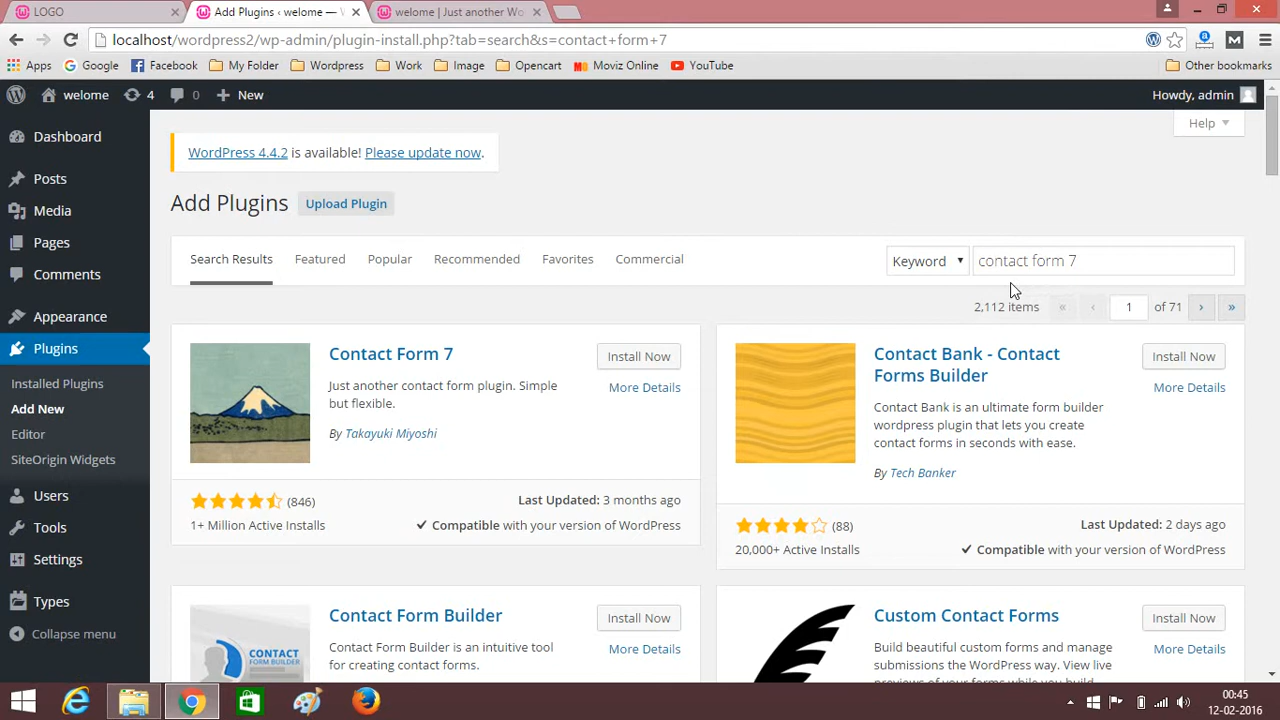 LOGO
Add Plugins ‹ welome —
welome | Just another Wo
localhost/wordpress2/wp-admin/plugin-install.php?tab=search&s=contact+form+7
Apps Google Facebook My Folder Wordpress Work Image Opencart Moviz Online YouTube Other bookmarks
welome 4 0 + New Howdy, admin
Help
WordPress 4.4.2 is available! Please update now.
Add Plugins Upload Plugin
Search Results Featured Popular Recommended Favorites Commercial Keyword contact form 7
2,112 items « ‹ 1 of 71 › »
Dashboard
Posts
Media
Pages
Comments
Appearance
Plugins
Installed Plugins
Add New
Editor
SiteOrigin Widgets
Users
Tools
Settings
Types
Collapse menu
Contact Form 7
Install Now
More Details
Just another contact form plugin. Simple
but flexible.
By Takayuki Miyoshi
(846)
Last Updated: 3 months ago
1+ Million Active Installs
Compatible with your version of WordPress
Contact Bank - Contact
Forms Builder
Install Now
More Details
Contact Bank is an ultimate form builder
wordpress plugin that lets you create
contact forms in seconds with ease.
By Tech Banker
(88)
Last Updated: 2 days ago
20,000+ Active Installs
Compatible with your version of WordPress
Contact Form Builder
Install Now
More Details
Contact Form Builder is an intuitive tool
for creating contact forms.
CONTACT
FORM BUILDER
Custom Contact Forms
Install Now
More Details
Build beautiful custom forms and manage
submissions the WordPress way. View live
previews of your forms while you build
00:45
12-02-2016